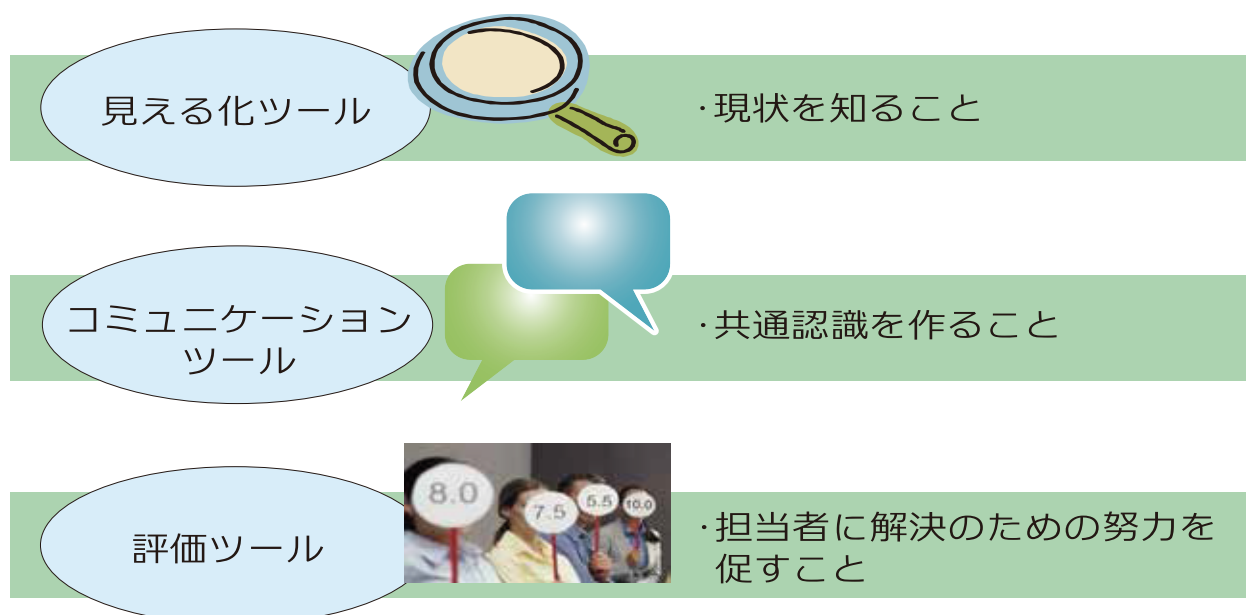 見える化ツール
・現状を知ること
コミュニケーション
ツール
・共通認識を作ること
8.0
7.5
5.5
10.0
評価ツール
・担当者に解決のための努力を
促すこと